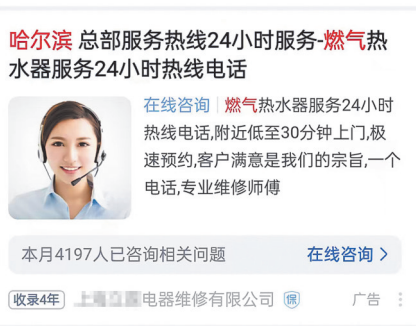 哈尔滨 总部服务热线24小时服务-燃气热
水器服务24小时热线电话
在线咨询 燃气热水器服务24小时
热线电话,附近低至30分钟上门,极
速预约,客户满意是我们的宗旨,一个
电话,专业维修师傅
本月4197人已咨询相关问题 在线咨询 >
收录4年 电器维修有限公司 保 广告